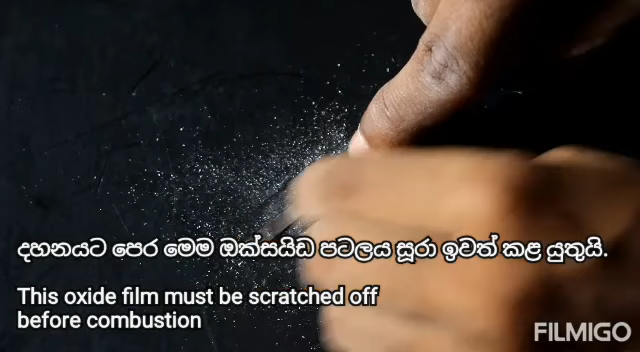 දහනයට පෙර මෙම ඔක්සයිඩ පටලය සූරා ඉවත් කළ යුතුයි.
This oxide film must be scratched off
before combustion
FILMIGO